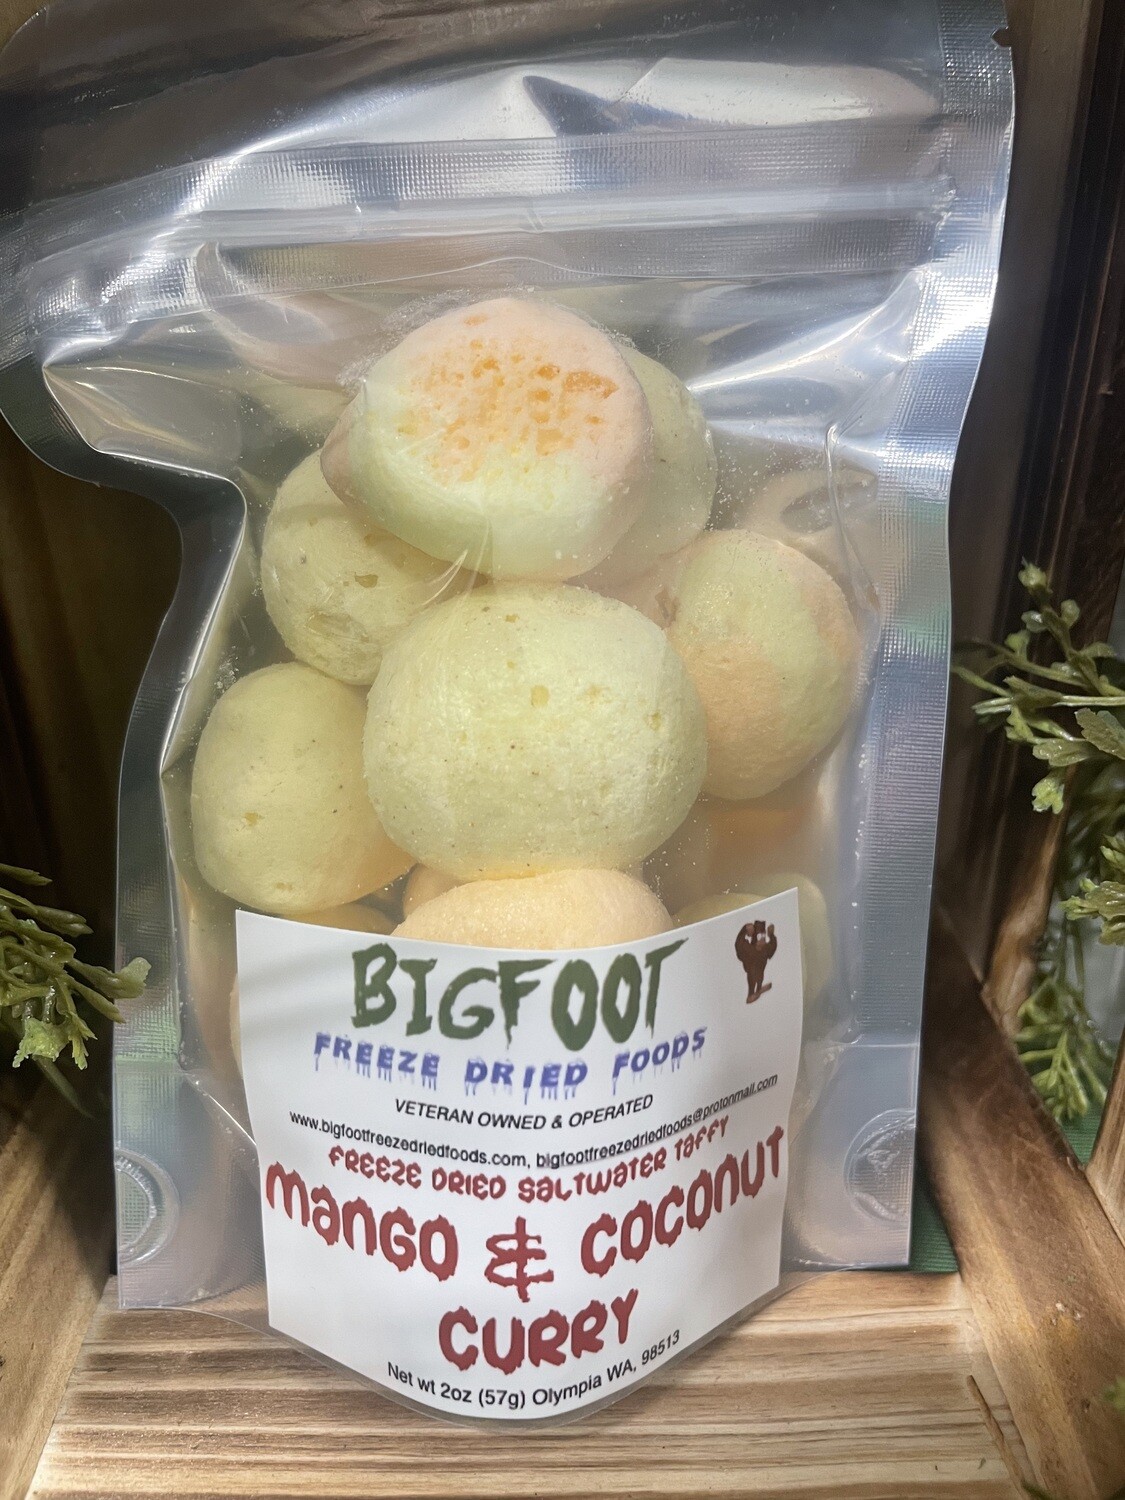 BIGFOOT
FREEZE DRIED FOODS
VETERAN OWNED & OPERATED
www.bigfootfreezedriedfoods.com, bigfootfreezedriedfoods@protonmail.com
FREEZE DRIED SALTWATER TAFFY
MANGO & COCONUT
CURRY
Net wt 2oz (57g) Olympia WA, 98513